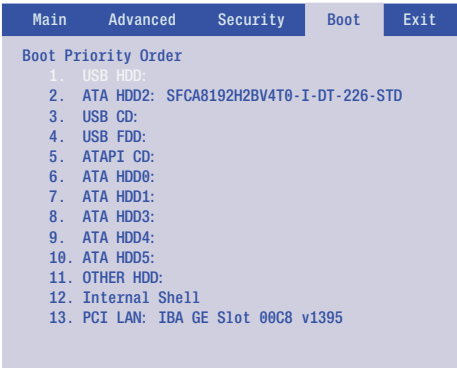 Main Advanced Security Boot Exit
Boot Priority Order
1. USB HDD:
2. ATA HDD2: SFCA8192H2BV4T0-I-DT-226-STD
3. USB CD:
4. USB FDD:
5. ATAPI CD:
6. ATA HDD0:
7. ATA HDD1:
8. ATA HDD3:
9. ATA HDD4:
10. ATA HDD5:
11. OTHER HDD:
12. Internal Shell
13. PCI LAN: IBA GE Slot 00C8 v1395